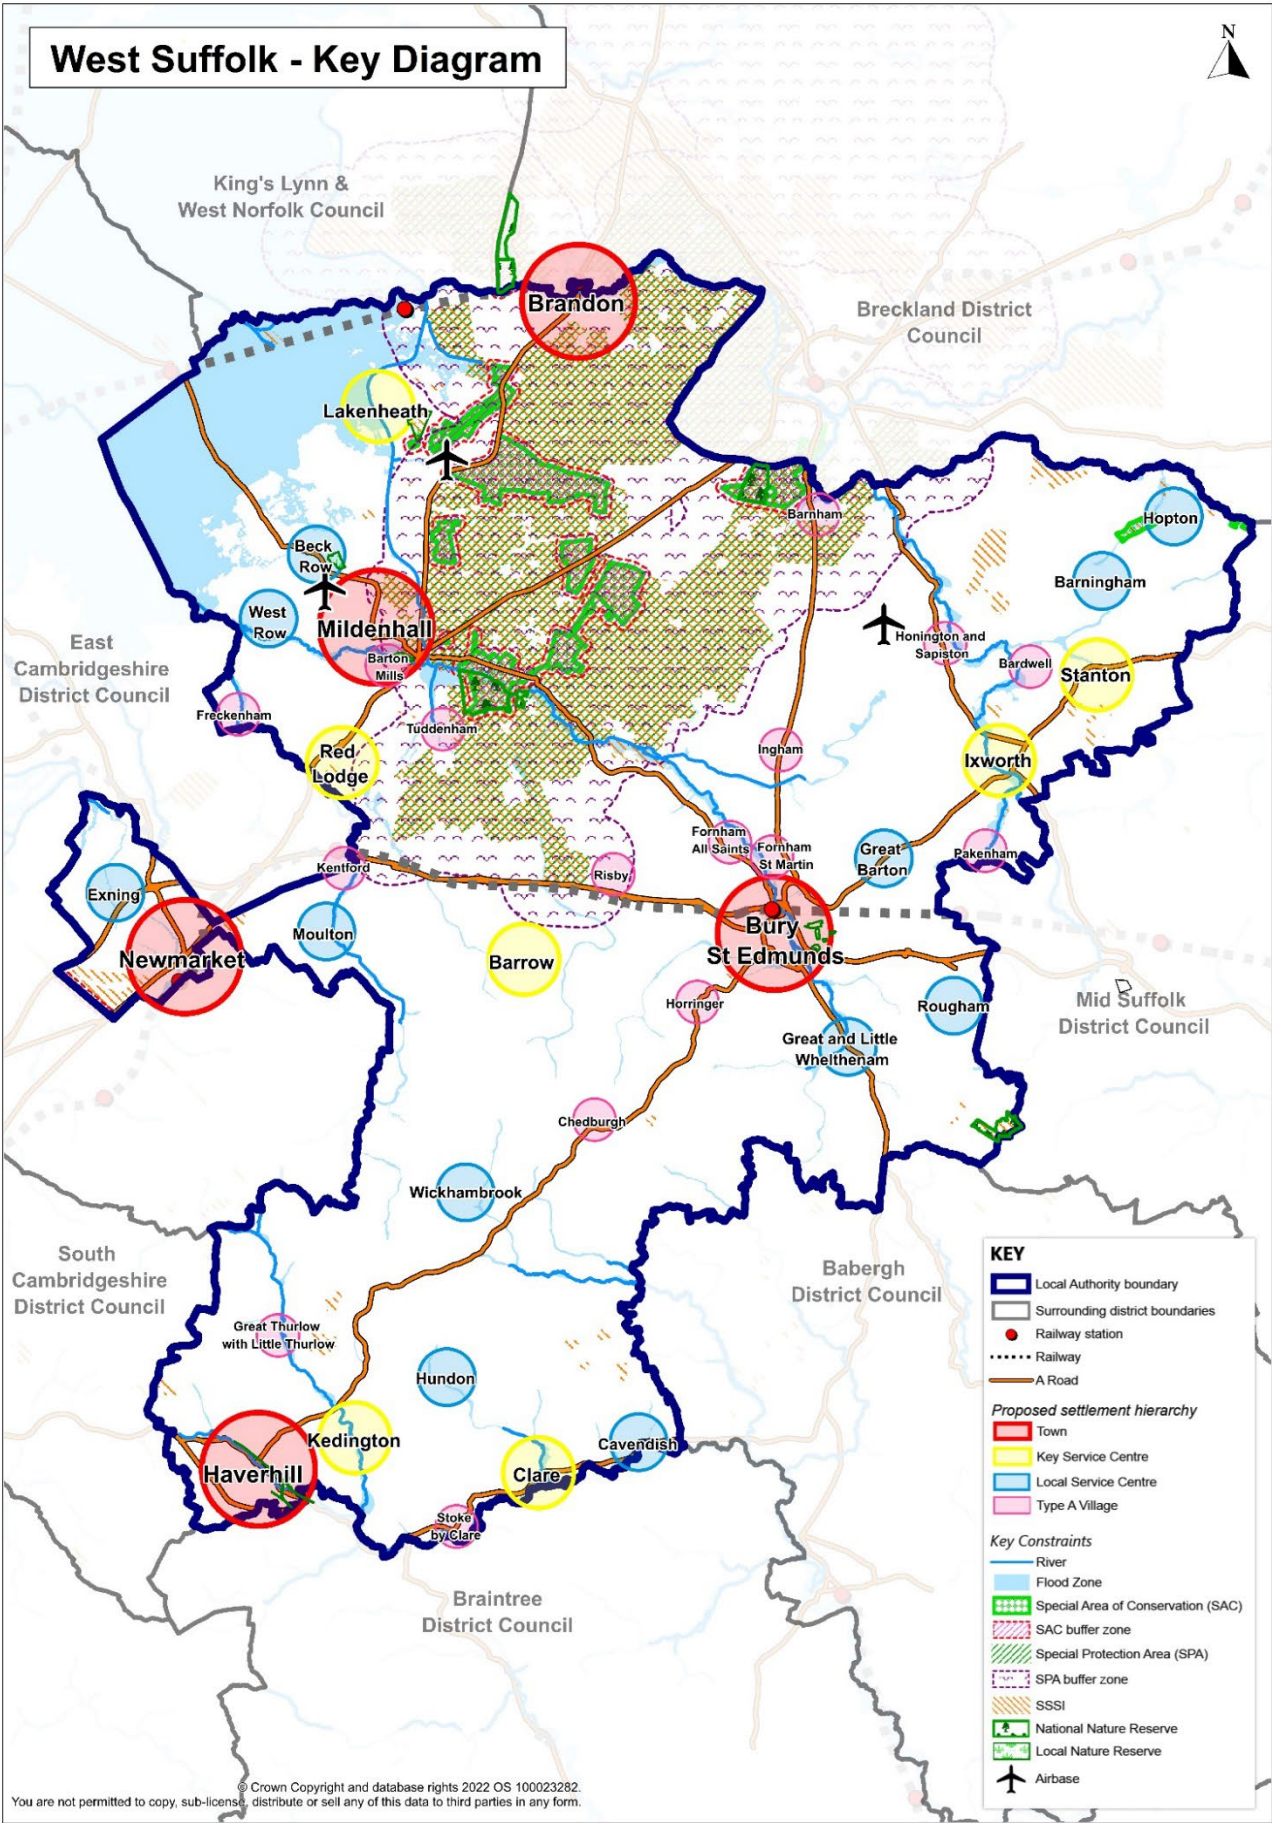 West Suffolk - Key Diagram
N
King's Lynn &
West Norfolk Council
Breckland District
Council
Brandon
Lakenheath
Barnham
Hopton
Beck
Row
Barningham
West
Row
Mildenhall
Honington and
Sapiston
East
Cambridgeshire
District Council
Barton
Mills
Bardwell
Stanton
Freckenham
Tuddenham
Red
Lodge
Ingham
Ixworth
Fornham
All Saints
Fornham
St Martin
Great
Barton
Pakenham
Kentford
Risby
Exning
Moulton
Newmarket
Barrow
Bury
St Edmunds
Horringer
Rougham
Mid Suffolk
District Council
Great and Little
Whelthenam
Chedburgh
Wickhambrook
South
Cambridgeshire
District Council
Babergh
District Council
Great Thurlow
with Little Thurlow
Hundon
Kedington
Cavendish
Haverhill
Clare
Stoke
by Clare
Braintree
District Council
KEY
Local Authority boundary
Surrounding district boundaries
Railway station
Railway
A Road
Proposed settlement hierarchy
Town
Key Service Centre
Local Service Centre
Type A Village
Key Constraints
River
Flood Zone
Special Area of Conservation (SAC)
SAC buffer zone
Special Protection Area (SPA)
SPA buffer zone
SSSI
National Nature Reserve
Local Nature Reserve
Airbase
© Crown Copyright and database rights 2022 OS 100023282.
You are not permitted to copy, sub-license, distribute or sell any of this data to third parties in any form.